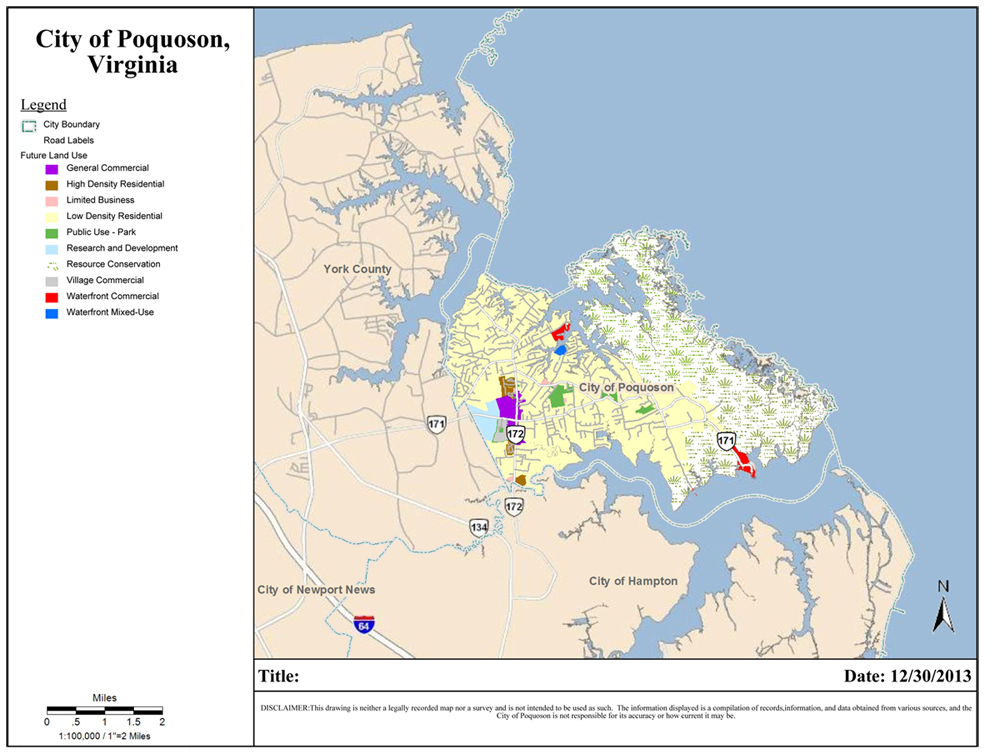 City of Poquoson,
Virginia
Legend
City Boundary
Road Labels
Future Land Use
General Commercial
High Density Residential
Limited Business
Low Density Residential
Public Use - Park
Research and Development
Resource Conservation
Village Commercial
Waterfront Commercial
Waterfront Mixed-Use
York County
City of Poquoson
171
172
171
172
134
City of Newport News
City of Hampton
64
N
Miles
0 .5 1 1.5 2
1:100,000 / 1"=2 Miles
Title:
Date: 12/30/2013
DISCLAIMER:This drawing is neither a legally recorded map nor a survey and is not intended to be used as such. The information displayed is a compilation of records,information, and data obtained from various sources, and the
City of Poquoson is not responsible for its accuracy or how current it may be.